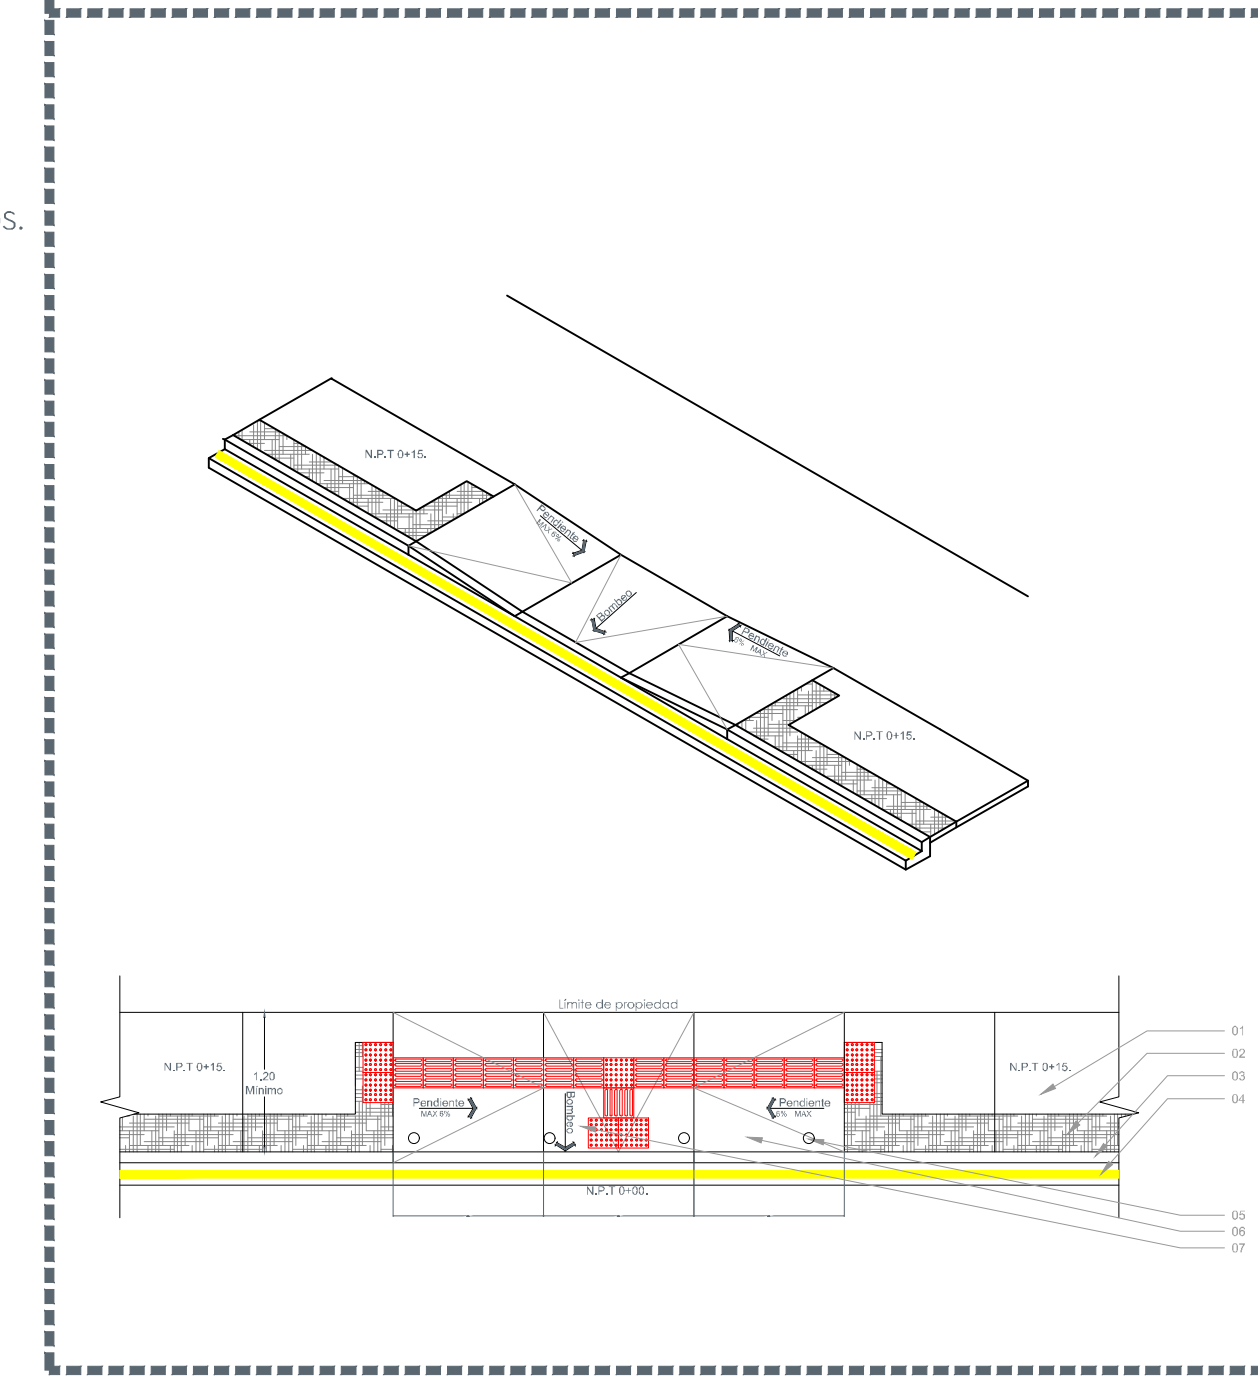 s.
N.P.T 0+15.
Pendiente
MAX 6%
Bombeo
Pendiente
6% MAX
N.P.T 0+15.
Límite de propiedad
N.P.T 0+15.
1,20
Mínimo
N.P.T 0+15.
Pendiente
MAX 6%
Bombeo
Pendiente
6% MAX
N.P.T 0+00.
01
02
03
04
05
06
07